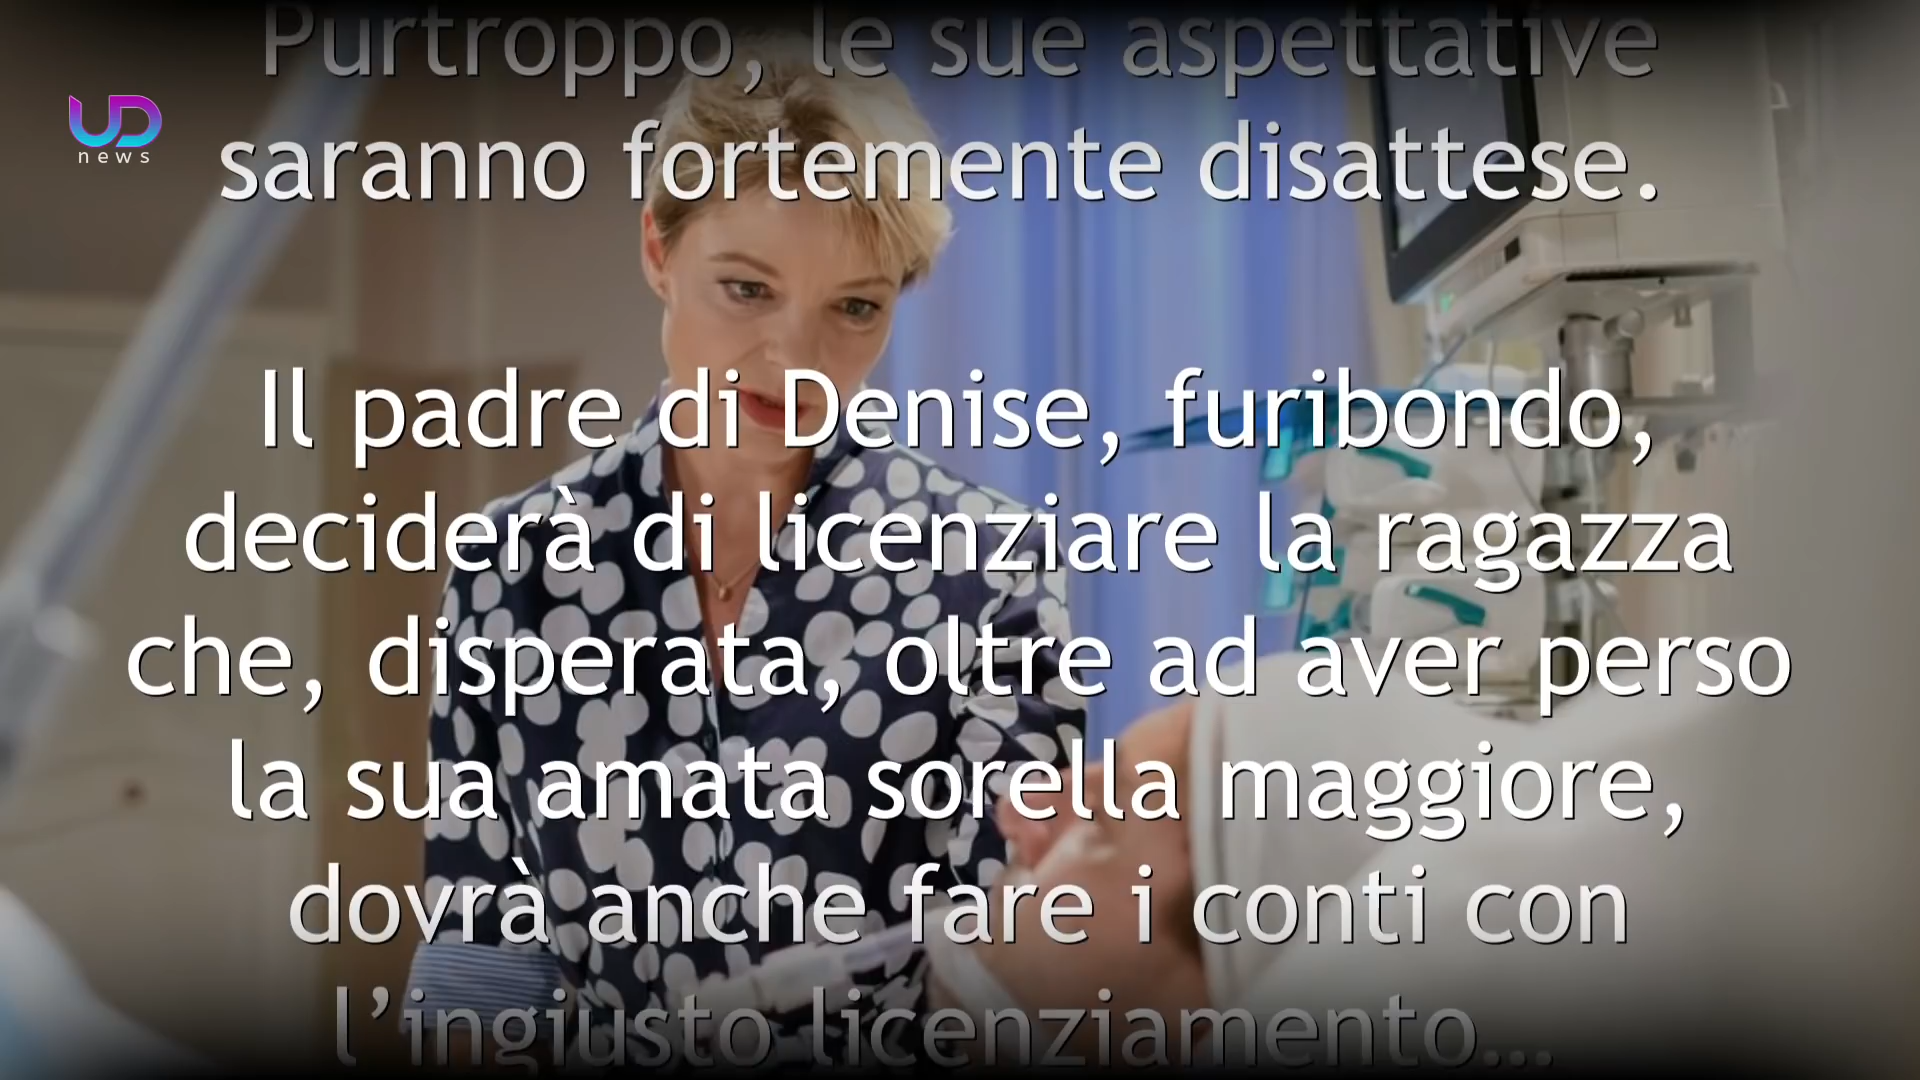 Purtroppo, le sue aspettative
UD
news
saranno fortemente disattese.
Il padre di Denise, furibondo,
deciderà di licenziare la ragazza
che, disperata, oltre ad aver perso
la sua amata sorella maggiore,
dovrà anche fare i conti con
l’ingiusto licenziamento...